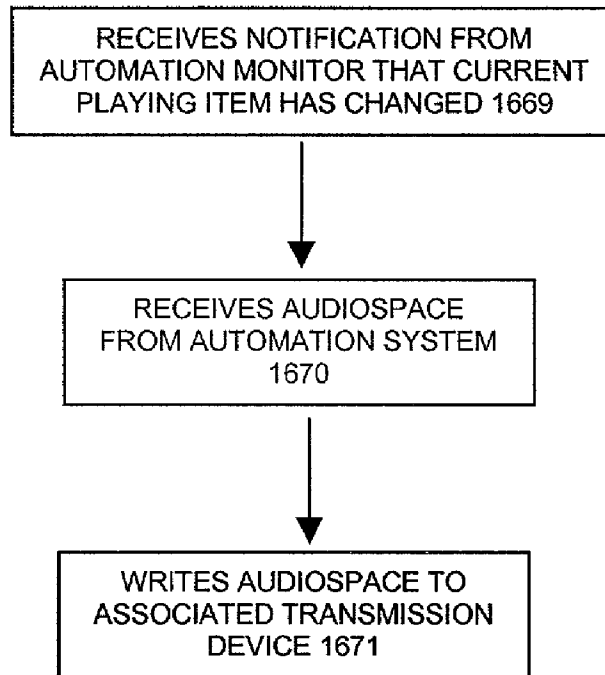 RECEIVES NOTIFICATION FROM
AUTOMATION MONITOR THAT CURRENT
PLAYING ITEM HAS CHANGED 1669
RECEIVES AUDIOSPACE
FROM AUTOMATION SYSTEM
1670
WRITES AUDIOSPACE TO
ASSOCIATED TRANSMISSION
DEVICE 1671